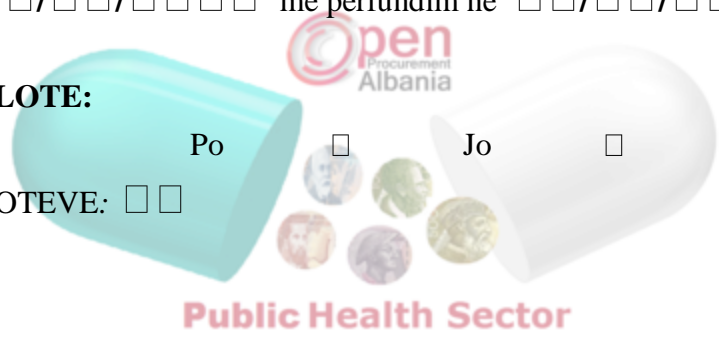 □/□□/□□□□ me përfundim në □□/□□/□□
Open
Procurement
Albania
LOTE:
Po □ Jo □
OTEVE: □□
Public Health Sector